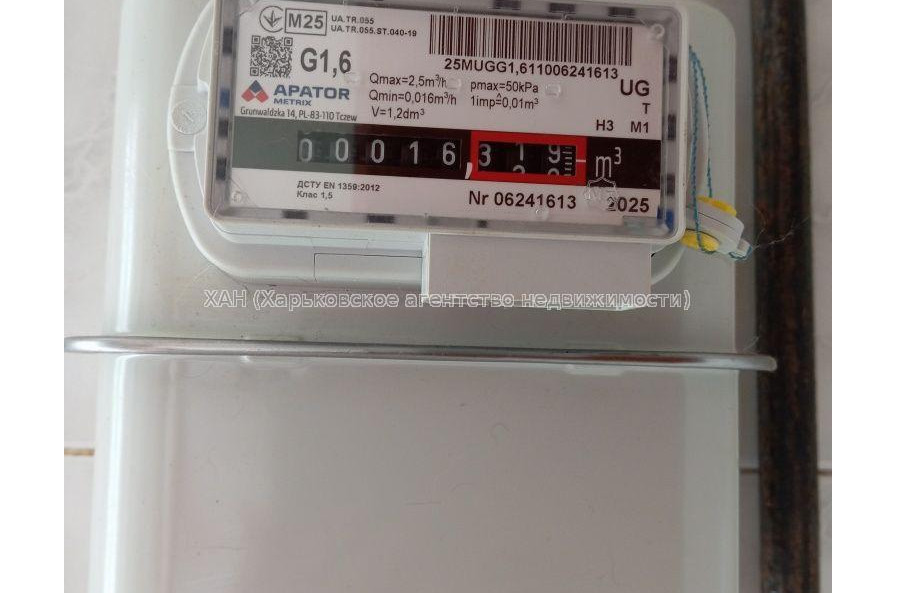 M25
UA.TR.055
UA.TR.055.ST.040-19
G1,6
25MUGG1,611006241613
Qmax=2,5m³/h pmax=50kPa
Qmin=0,016m³/h 1imp≙0,01m³
V=1,2dm³
UG
T
H3 M1
APATOR
METRIX
Grunwaldzka 14, PL-83-110 Tczew
00016,319 m³
ДСТУ EN 1359:2012
Клас 1,5
Nr 06241613 2025
ХАН (Харьковское агентство недвижимости)